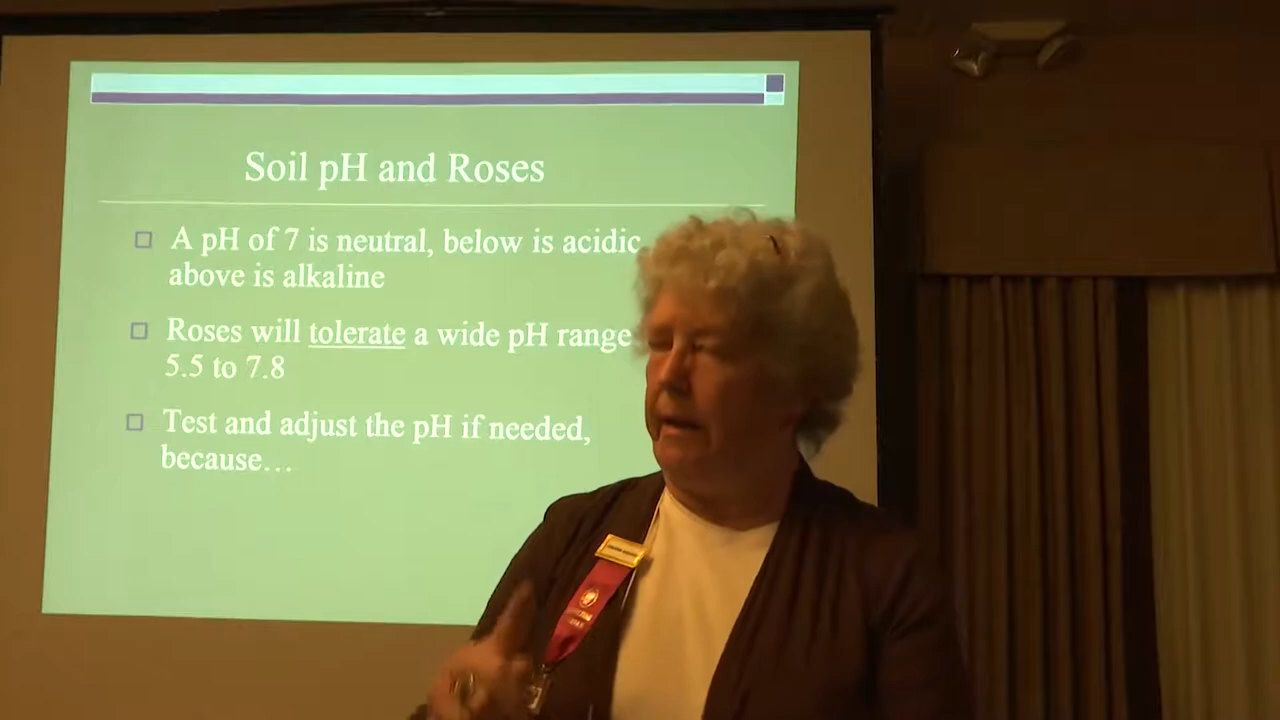 Soil pH and Roses
A pH of 7 is neutral, below is acidic
above is alkaline
Roses will tolerate a wide pH range
5.5 to 7.8
Test and adjust the pH if needed,
because…